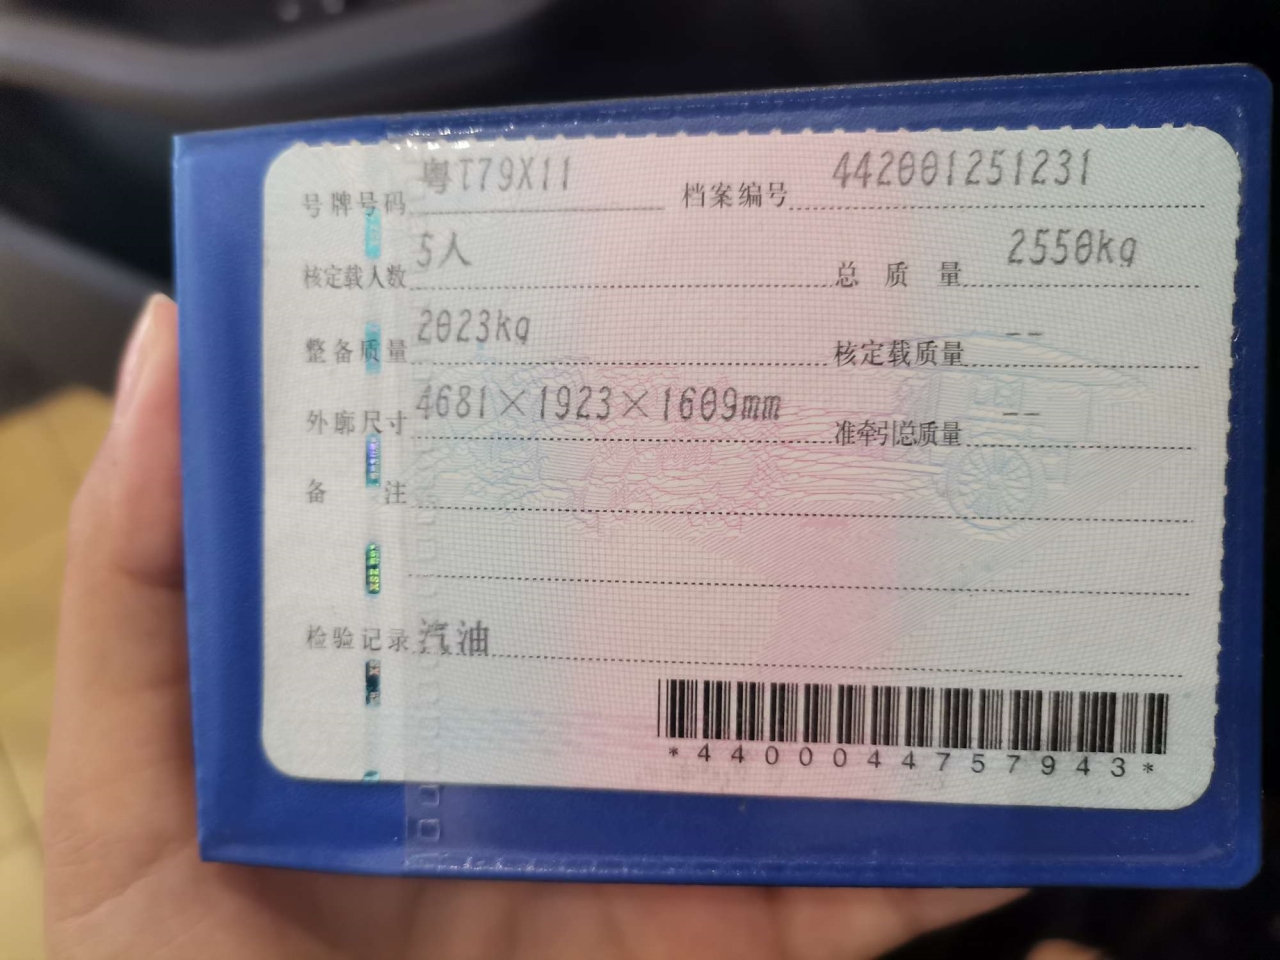 号牌号码 粤T79X11 档案编号 442001251231
核定载人数 5人 总质量 2550kg
整备质量 2023kg 核定载质量 --
外廓尺寸 4681×1923×1609mm 准牵引总质量 --
备注
检验记录 汽油
*4400044757943*